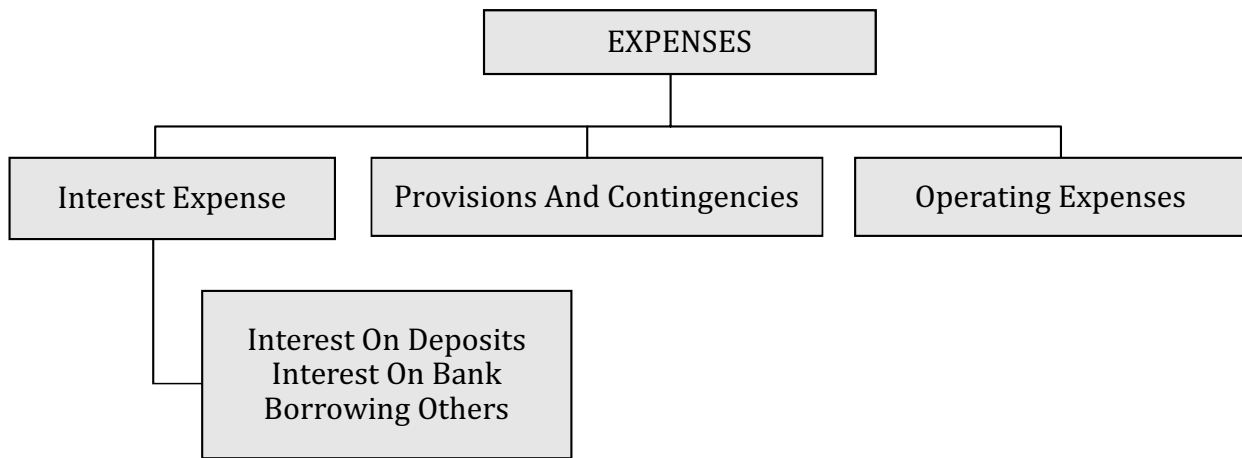 EXPENSES
Interest Expense
Provisions And Contingencies
Operating Expenses
Interest On Deposits
Interest On Bank
Borrowing Others